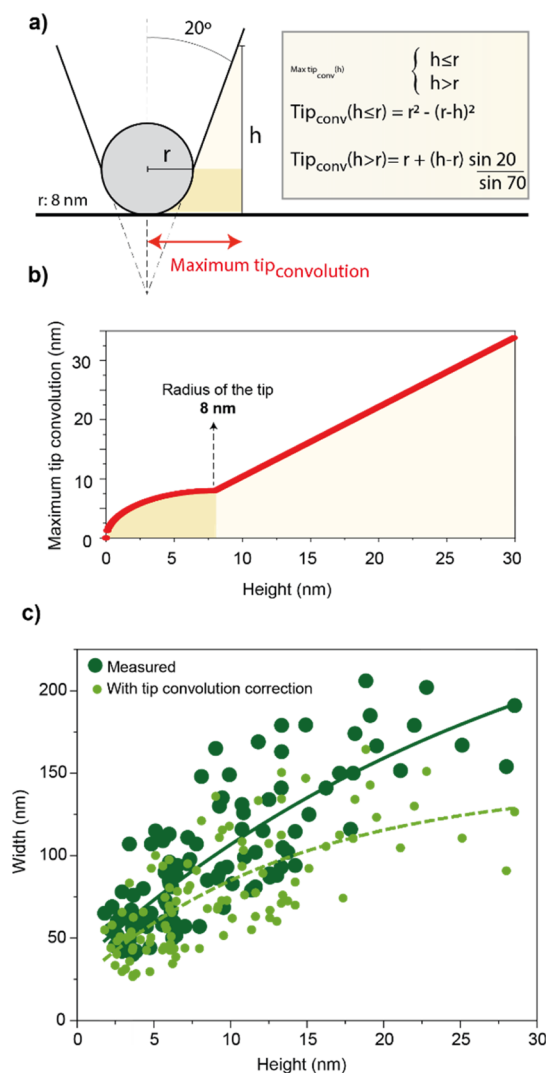 a)
20º
r
h
r: 8 nm
Maximum tipconvolution
Max tipconv(h)
h≤r
h>r
Tipconv(h≤r) = r² - (r-h)²
Tipconv(h>r)= r + (h-r) sin 20
sin 70
b)
Maximum tip convolution (nm)
30
20
10
0
Radius of the tip
8 nm
0 5 10 15 20 25 30
Height (nm)
c)
Measured
With tip convolution correction
Width (nm)
200
150
100
50
0
0 5 10 15 20 25 30
Height (nm)